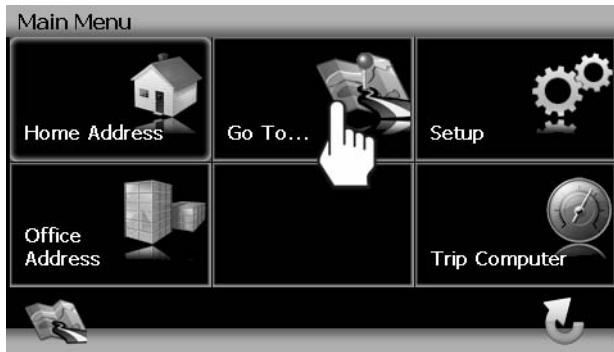 Main Menu
Home Address
Go To...
Setup
Office
Address
Trip Computer